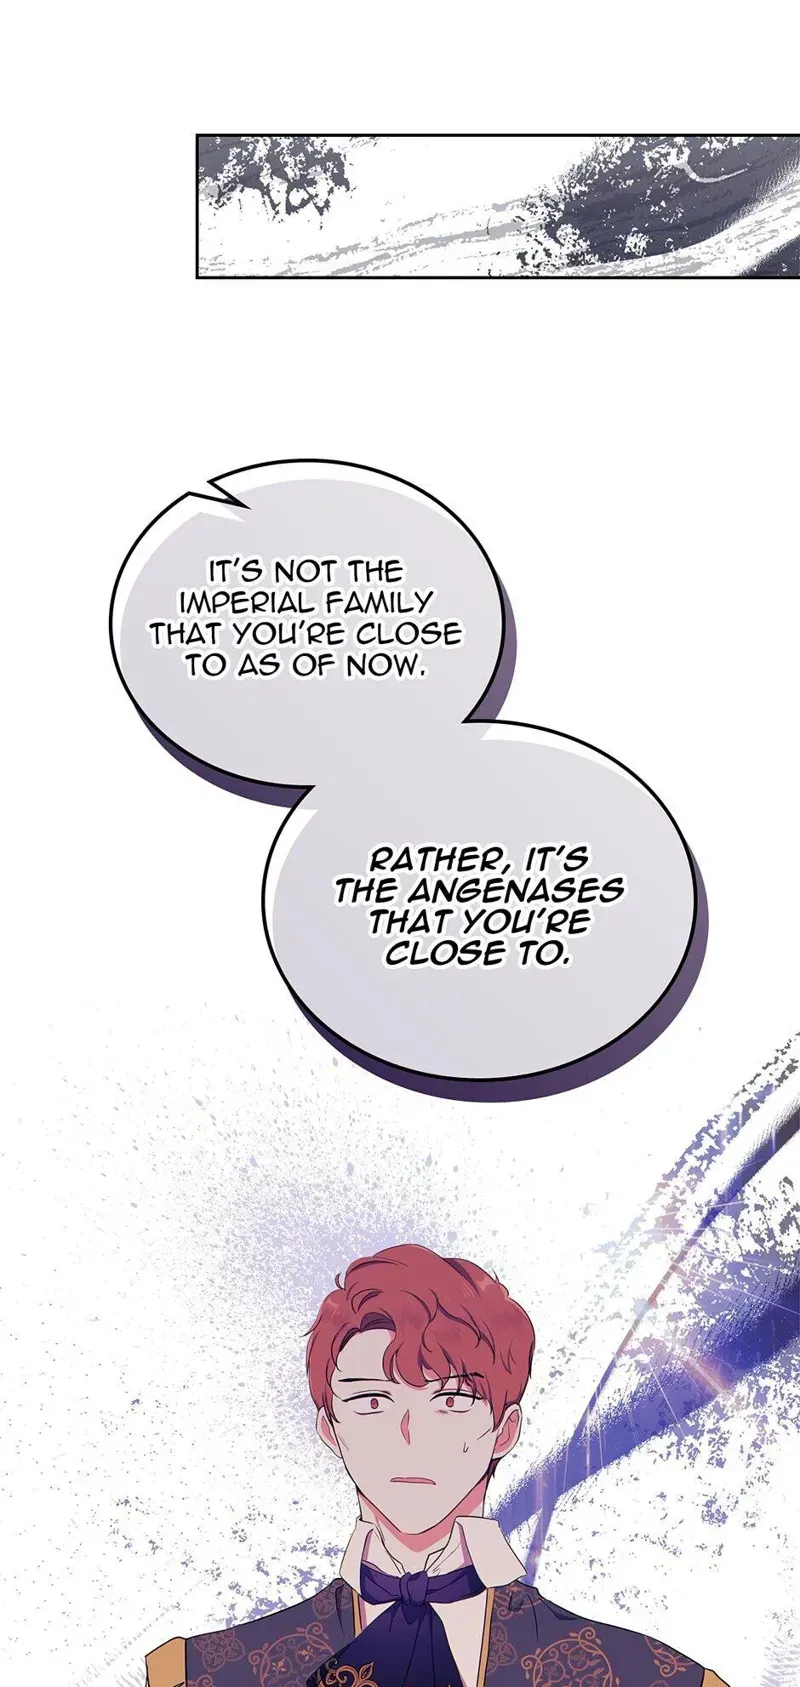 IT'S NOT THE
IMPERIAL FAMILY
THAT YOU'RE CLOSE
TO AS OF NOW.
RATHER, IT'S
THE ANGENASES
THAT YOU'RE
CLOSE TO.